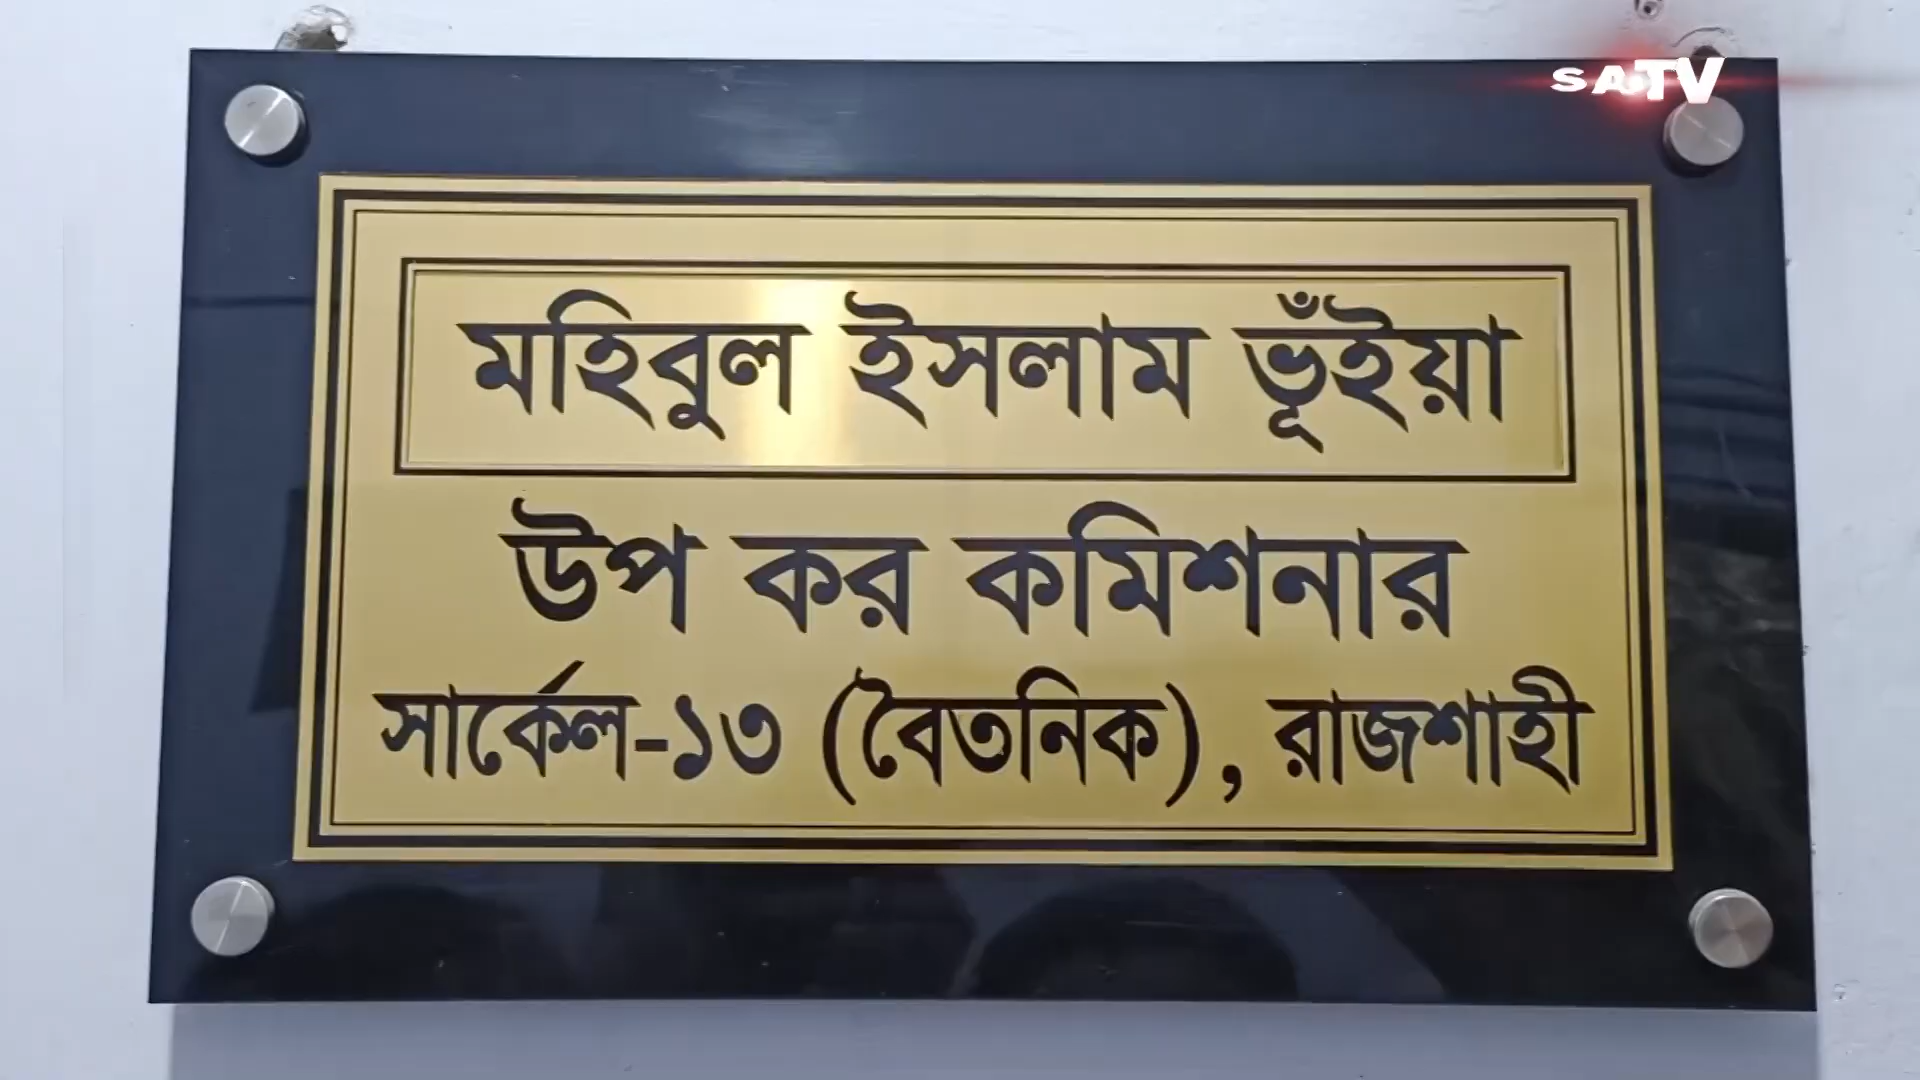 SATV
মহিবুল ইসলাম ভূঁইয়া
উপ কর কমিশনার
সার্কেল-১৩ (বৈতনিক), রাজশাহী